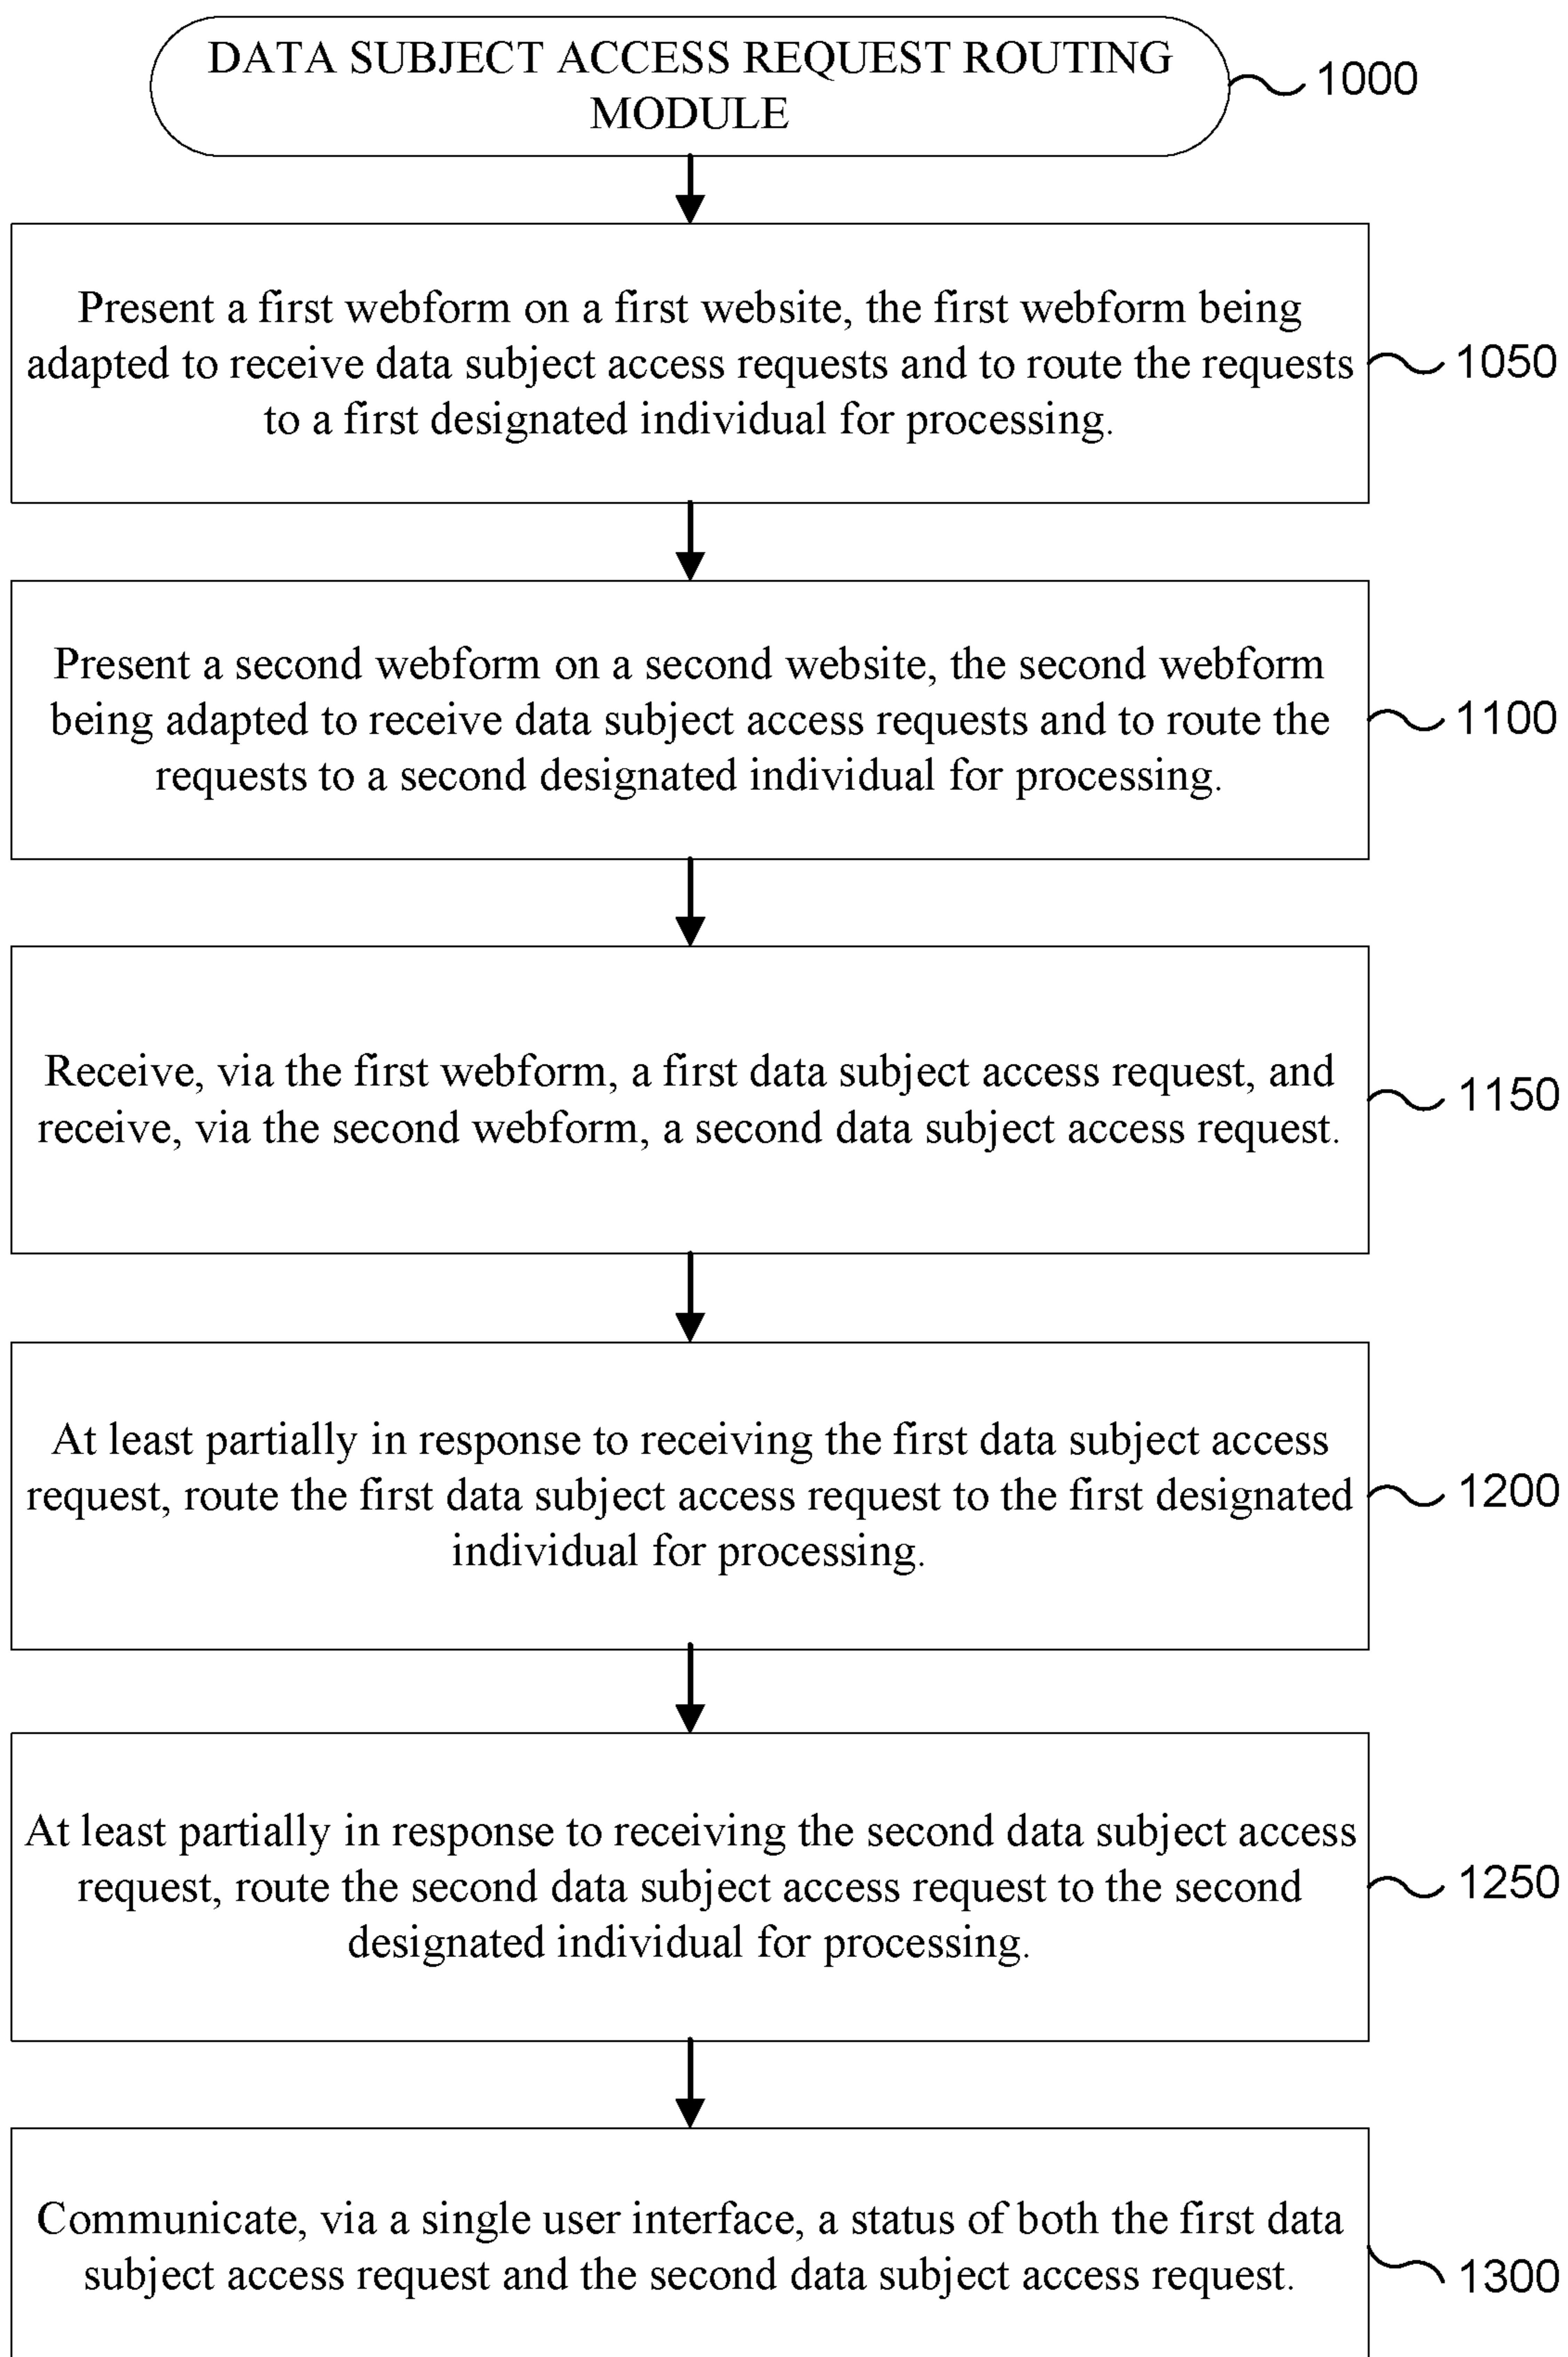 DATA SUBJECT ACCESS REQUEST ROUTING
MODULE
1000
Present a first webform on a first website, the first webform being
adapted to receive data subject access requests and to route the requests
to a first designated individual for processing.
1050
Present a second webform on a second website, the second webform
being adapted to receive data subject access requests and to route the
requests to a second designated individual for processing.
1100
Receive, via the first webform, a first data subject access request, and
receive, via the second webform, a second data subject access request.
1150
At least partially in response to receiving the first data subject access
request, route the first data subject access request to the first designated
individual for processing.
1200
At least partially in response to receiving the second data subject access
request, route the second data subject access request to the second
designated individual for processing.
1250
Communicate, via a single user interface, a status of both the first data
subject access request and the second data subject access request.
1300